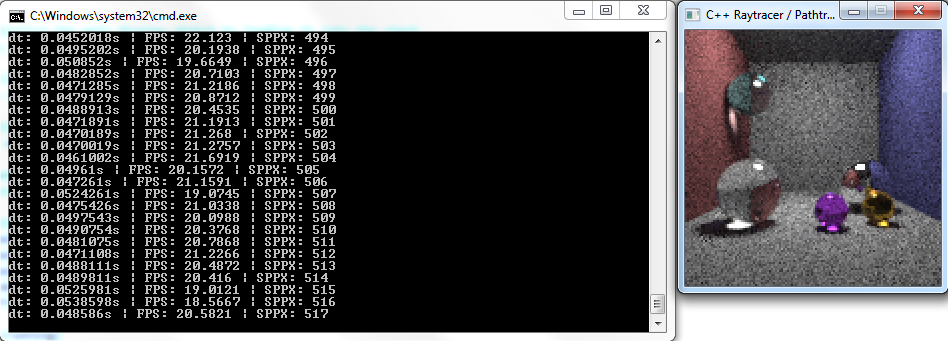 C:\Windows\system32\cmd.exe
dt: 0.0452018s | FPS: 22.123 | SPPX: 494
dt: 0.0495202s | FPS: 20.1938 | SPPX: 495
dt: 0.050852s | FPS: 19.6649 | SPPX: 496
dt: 0.0482852s | FPS: 20.7103 | SPPX: 497
dt: 0.0471285s | FPS: 21.2186 | SPPX: 498
dt: 0.0479129s | FPS: 20.8712 | SPPX: 499
dt: 0.0488913s | FPS: 20.4535 | SPPX: 500
dt: 0.0471891s | FPS: 21.1913 | SPPX: 501
dt: 0.0470189s | FPS: 21.268 | SPPX: 502
dt: 0.0470019s | FPS: 21.2757 | SPPX: 503
dt: 0.0461002s | FPS: 21.6919 | SPPX: 504
dt: 0.04961s | FPS: 20.1572 | SPPX: 505
dt: 0.047261s | FPS: 21.1591 | SPPX: 506
dt: 0.0524261s | FPS: 19.0745 | SPPX: 507
dt: 0.0475426s | FPS: 21.0338 | SPPX: 508
dt: 0.0497543s | FPS: 20.0988 | SPPX: 509
dt: 0.0490754s | FPS: 20.3768 | SPPX: 510
dt: 0.0481075s | FPS: 20.7868 | SPPX: 511
dt: 0.0471108s | FPS: 21.2266 | SPPX: 512
dt: 0.0488111s | FPS: 20.4872 | SPPX: 513
dt: 0.0489811s | FPS: 20.416 | SPPX: 514
dt: 0.0525981s | FPS: 19.0121 | SPPX: 515
dt: 0.0538598s | FPS: 18.5667 | SPPX: 516
dt: 0.048586s | FPS: 20.5821 | SPPX: 517
C++ Raytracer / Pathtr...